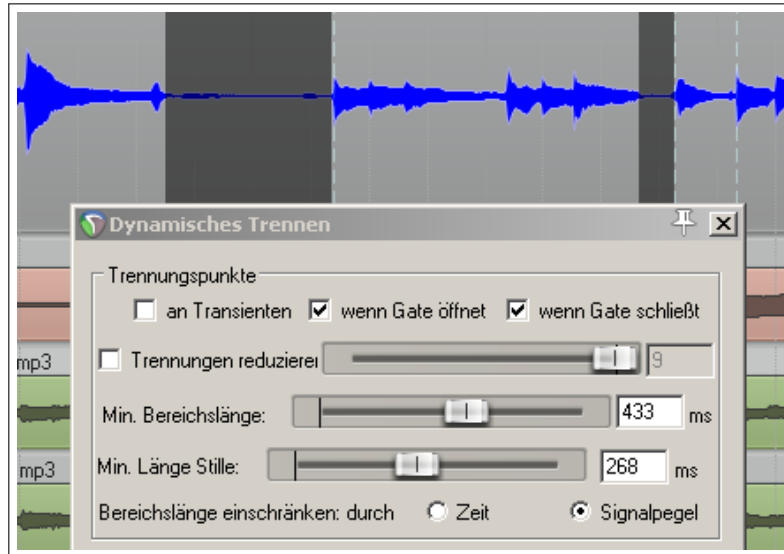 Dynamisches Trennen
Trennungspunkte
an Transienten wenn Gate öffnet wenn Gate schließt
mp3
Trennungen reduzierei 9
Min. Bereichslänge: 433 ms
mp3
Min. Länge Stille: 268 ms
Bereichslänge einschränken: durch Zeit Signalpegel